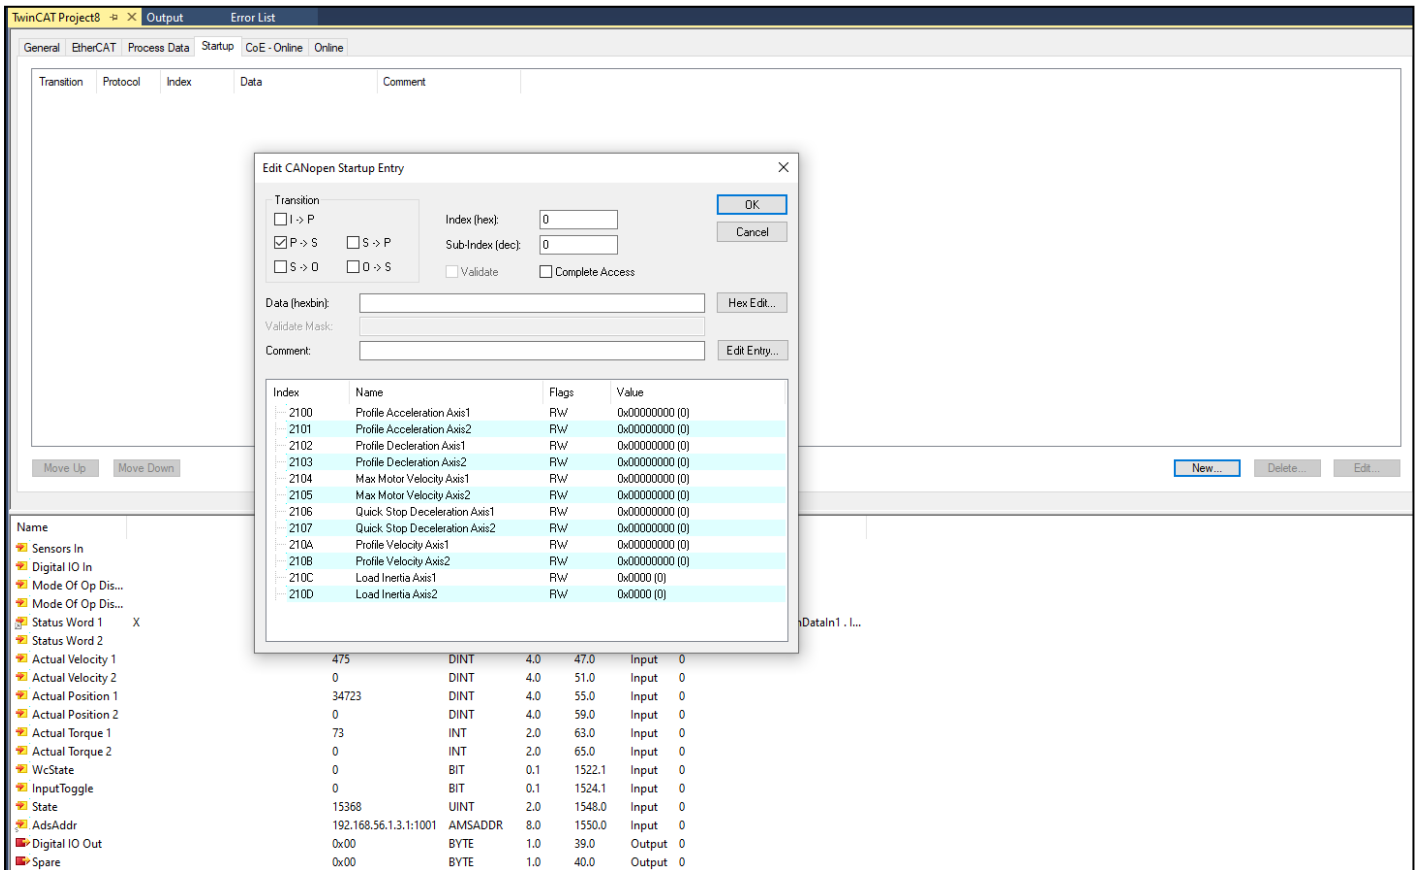 TwinCAT Project8 Output Error List
General EtherCAT Process Data Startup CoE - Online Online
Transition Protocol Index Data Comment
Edit CANopen Startup Entry
Transition
I -> P
P -> S S -> P
S -> O O -> S
Index (hex): 0
Sub-Index (dec): 0
Validate Complete Access
OK
Cancel
Data (hexbin): Hex Edit...
Validate Mask:
Comment: Edit Entry...
Index Name Flags Value
2100 Profile Acceleration Axis1 RW 0x00000000 (0)
2101 Profile Acceleration Axis2 RW 0x00000000 (0)
2102 Profile Decleration Axis1 RW 0x00000000 (0)
2103 Profile Decleration Axis2 RW 0x00000000 (0)
2104 Max Motor Velocity Axis1 RW 0x00000000 (0)
2105 Max Motor Velocity Axis2 RW 0x00000000 (0)
2106 Quick Stop Deceleration Axis1 RW 0x00000000 (0)
2107 Quick Stop Deceleration Axis2 RW 0x00000000 (0)
210A Profile Velocity Axis1 RW 0x00000000 (0)
210B Profile Velocity Axis2 RW 0x00000000 (0)
210C Load Inertia Axis1 RW 0x0000 (0)
210D Load Inertia Axis2 RW 0x0000 (0)
Move Up Move Down New... Delete... Edit...
Name
Sensors In
Digital IO In
Mode Of Op Dis...
Mode Of Op Dis...
Status Word 1 X nDataIn1 . I...
Status Word 2
Actual Velocity 1 475 DINT 4.0 47.0 Input 0
Actual Velocity 2 0 DINT 4.0 51.0 Input 0
Actual Position 1 34723 DINT 4.0 55.0 Input 0
Actual Position 2 0 DINT 4.0 59.0 Input 0
Actual Torque 1 73 INT 2.0 63.0 Input 0
Actual Torque 2 0 INT 2.0 65.0 Input 0
WcState 0 BIT 0.1 1522.1 Input 0
InputToggle 0 BIT 0.1 1524.1 Input 0
State 15368 UINT 2.0 1548.0 Input 0
AdsAddr 192.168.56.1.3.1:1001 AMSADDR 8.0 1550.0 Input 0
Digital IO Out 0x00 BYTE 1.0 39.0 Output 0
Spare 0x00 BYTE 1.0 40.0 Output 0